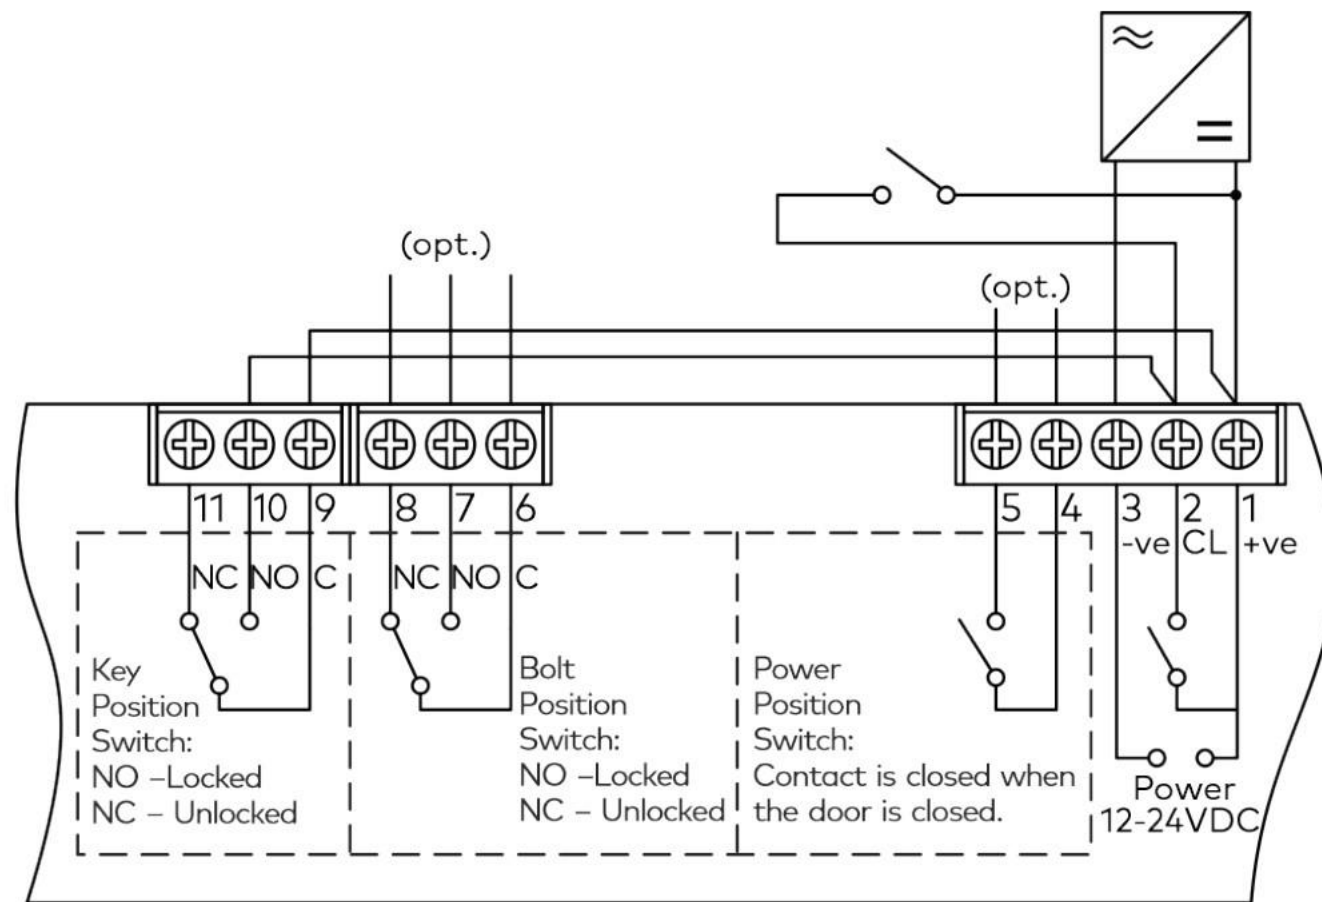 (opt.)
(opt.)
11 10 9 8 7 6 5 4 3 2 1
-ve CL +ve
NC NO C NC NO C
Key
Position
Switch:
NO –Locked
NC – Unlocked
Bolt
Position
Switch:
NO –Locked
NC – Unlocked
Power
Position
Switch:
Contact is closed when
the door is closed.
Power
12-24VDC